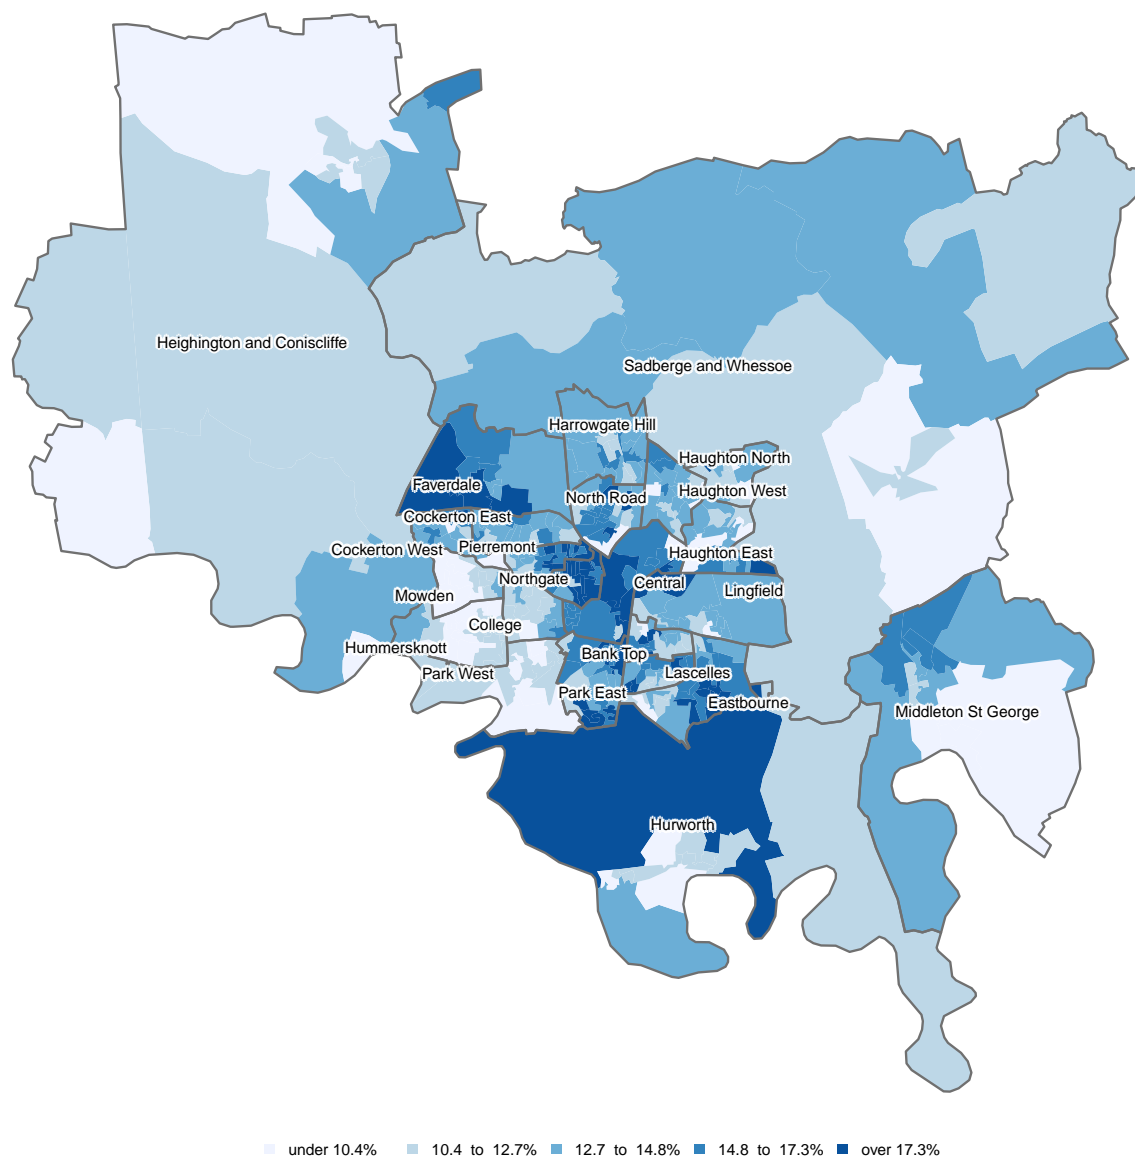 Heighington and Coniscliffe
Sadberge and Whessoe
Harrowgate Hill
Haughton North
Faverdale
North Road
Haughton West
Cockerton East
Cockerton West
Pierremont
Haughton East
Northgate
Central
Lingfield
Mowden
College
Hummersknott
Bank Top
Park West
Lascelles
Park East
Eastbourne
Middleton St George
Hurworth
under 10.4% 10.4 to 12.7% 12.7 to 14.8% 14.8 to 17.3% over 17.3%